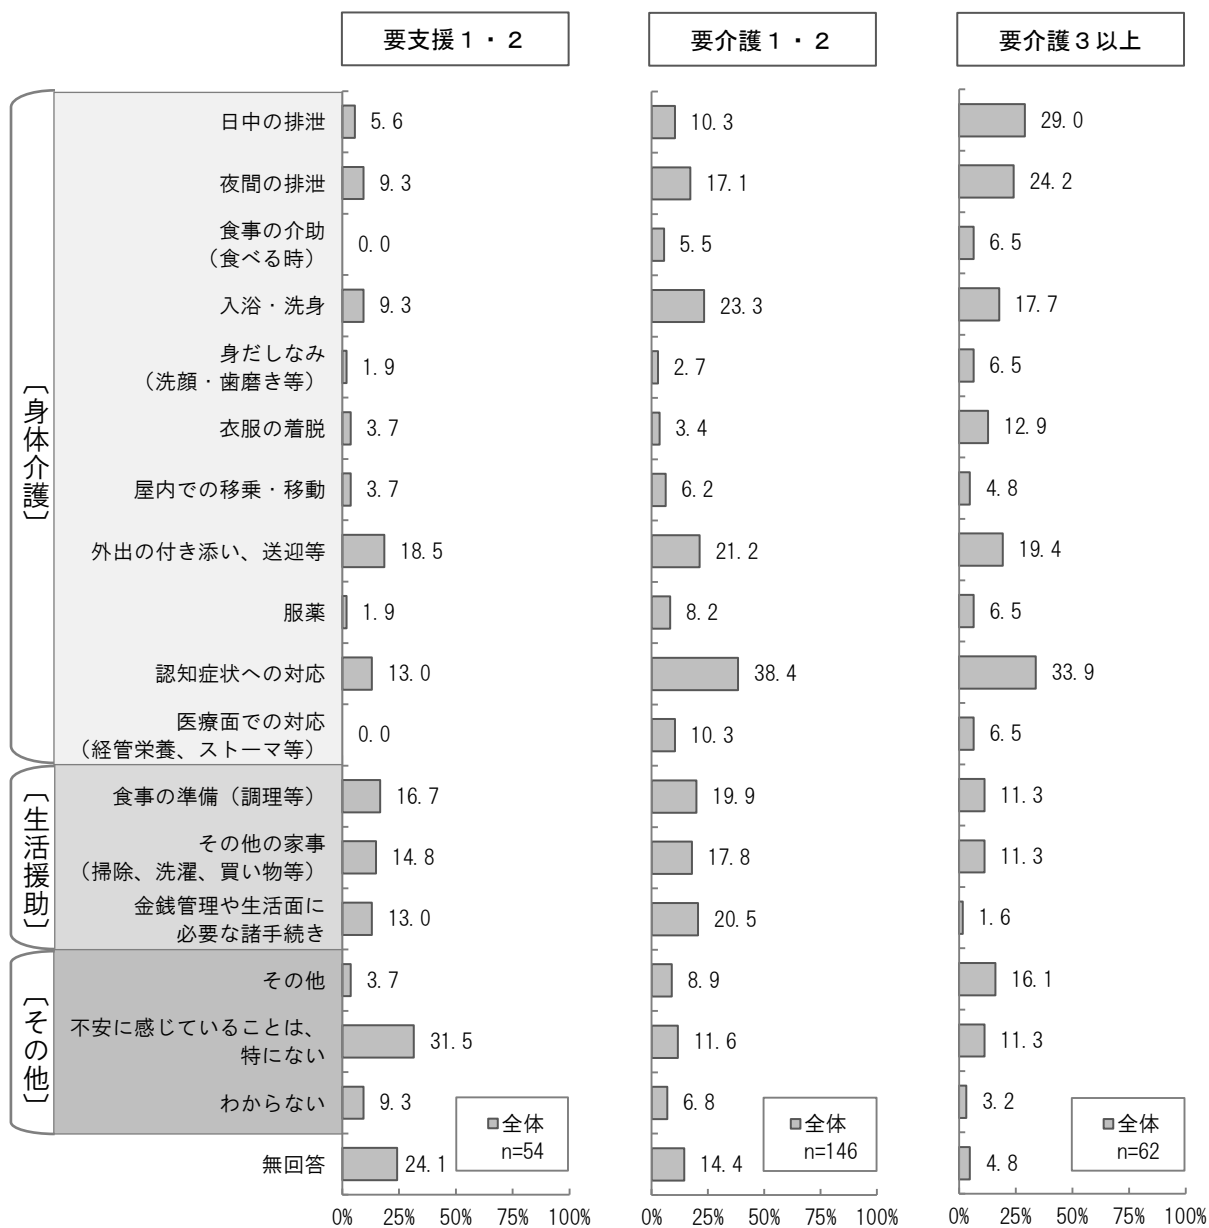 要支援１・２
要介護１・２
要介護３以上
〔身体介護〕
日中の排泄
5.6
10.3
29.0
夜間の排泄
9.3
17.1
24.2
食事の介助
（食べる時）
0.0
5.5
6.5
入浴・洗身
9.3
23.3
17.7
身だしなみ
（洗顔・歯磨き等）
1.9
2.7
6.5
衣服の着脱
3.7
3.4
12.9
屋内での移乗・移動
3.7
6.2
4.8
外出の付き添い、送迎等
18.5
21.2
19.4
服薬
1.9
8.2
6.5
認知症状への対応
13.0
38.4
33.9
医療面での対応
（経管栄養、ストーマ等）
0.0
10.3
6.5
〔生活援助〕
食事の準備（調理等）
16.7
19.9
11.3
その他の家事
（掃除、洗濯、買い物等）
14.8
17.8
11.3
金銭管理や生活面に
必要な諸手続き
13.0
20.5
1.6
〔その他〕
その他
3.7
8.9
16.1
不安に感じていることは、
特にない
31.5
11.6
11.3
わからない
9.3
6.8
3.2
無回答
24.1
14.4
4.8
全体
n=54
全体
n=146
全体
n=62
0% 25% 50% 75% 100%
0% 25% 50% 75% 100%
0% 25% 50% 75% 100%